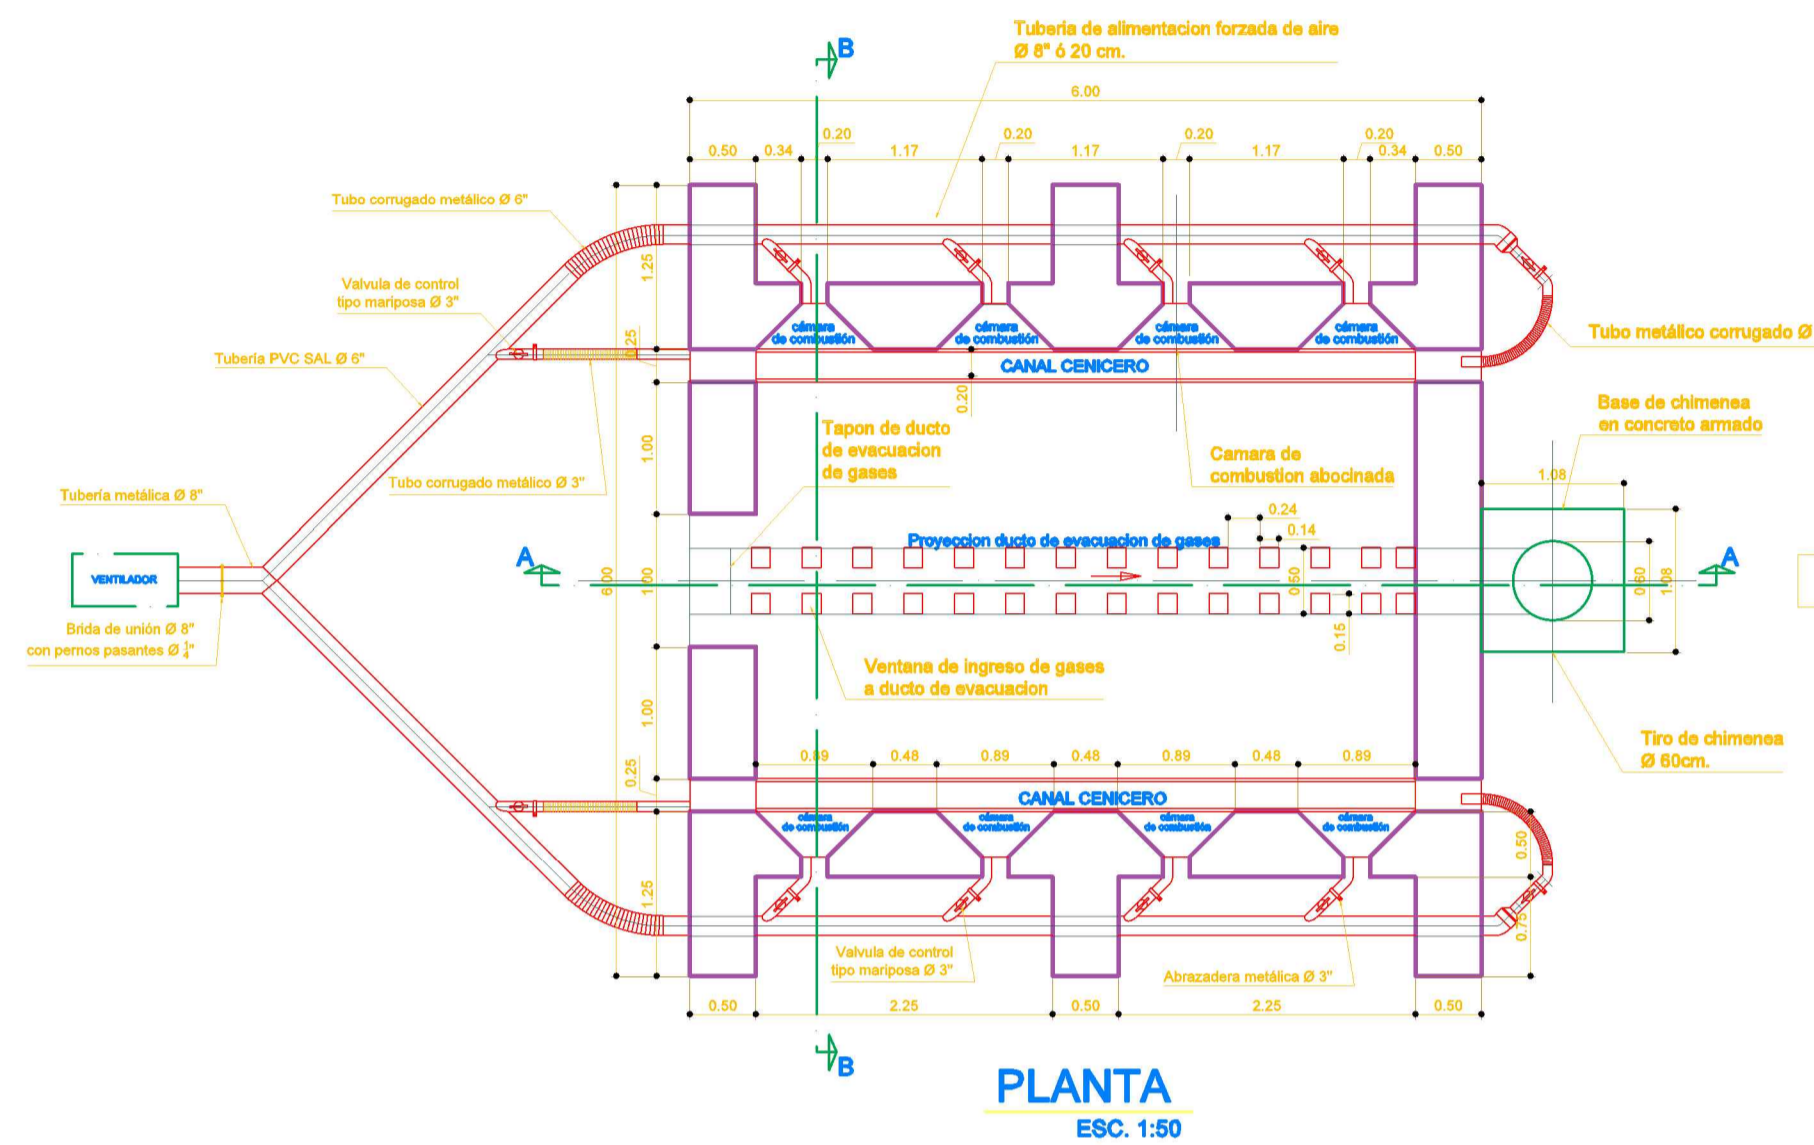 B
Tuberia de alimentacion forzada de aire
Ø 8" ó 20 cm.
6.00
0.20
0.20
0.20
0.20
0.50
0.34
1.17
1.17
1.17
0.34
0.50
Tubo corrugado metálico Ø 6"
1.25
Valvula de control
tipo mariposa Ø 3"
cámara
de combustión
cámara
de combustión
cámara
de combustión
cámara
de combustión
0.25
Tubo metálico corrugado Ø
Tubería PVC SAL Ø 6"
CANAL CENICERO
0.20
Base de chimenea
en concreto armado
Tapon de ducto
de evacuacion
de gases
1.00
Camara de
combustion abocinada
Tubo corrugado metálico Ø 3"
1.08
Tubería metálica Ø 8"
0.24
0.14
Proyeccion ducto de evacuacion de gases
A
A
VENTILADOR
6.00
1.00
0.50
0.60
1.08
Brida de unión Ø 8"
con pernos pasantes Ø 1/4"
0.15
Ventana de ingreso de gases
a ducto de evacuacion
1.00
Tiro de chimenea
Ø 60cm.
0.89
0.48
0.89
0.48
0.89
0.48
0.89
0.25
CANAL CENICERO
cámara
de combustión
cámara
de combustión
cámara
de combustión
cámara
de combustión
0.50
1.25
0.75
Valvula de control
tipo mariposa Ø 3"
Abrazadera metálica Ø 3"
0.50
2.25
0.50
2.25
0.50
B
PLANTA
ESC. 1:50